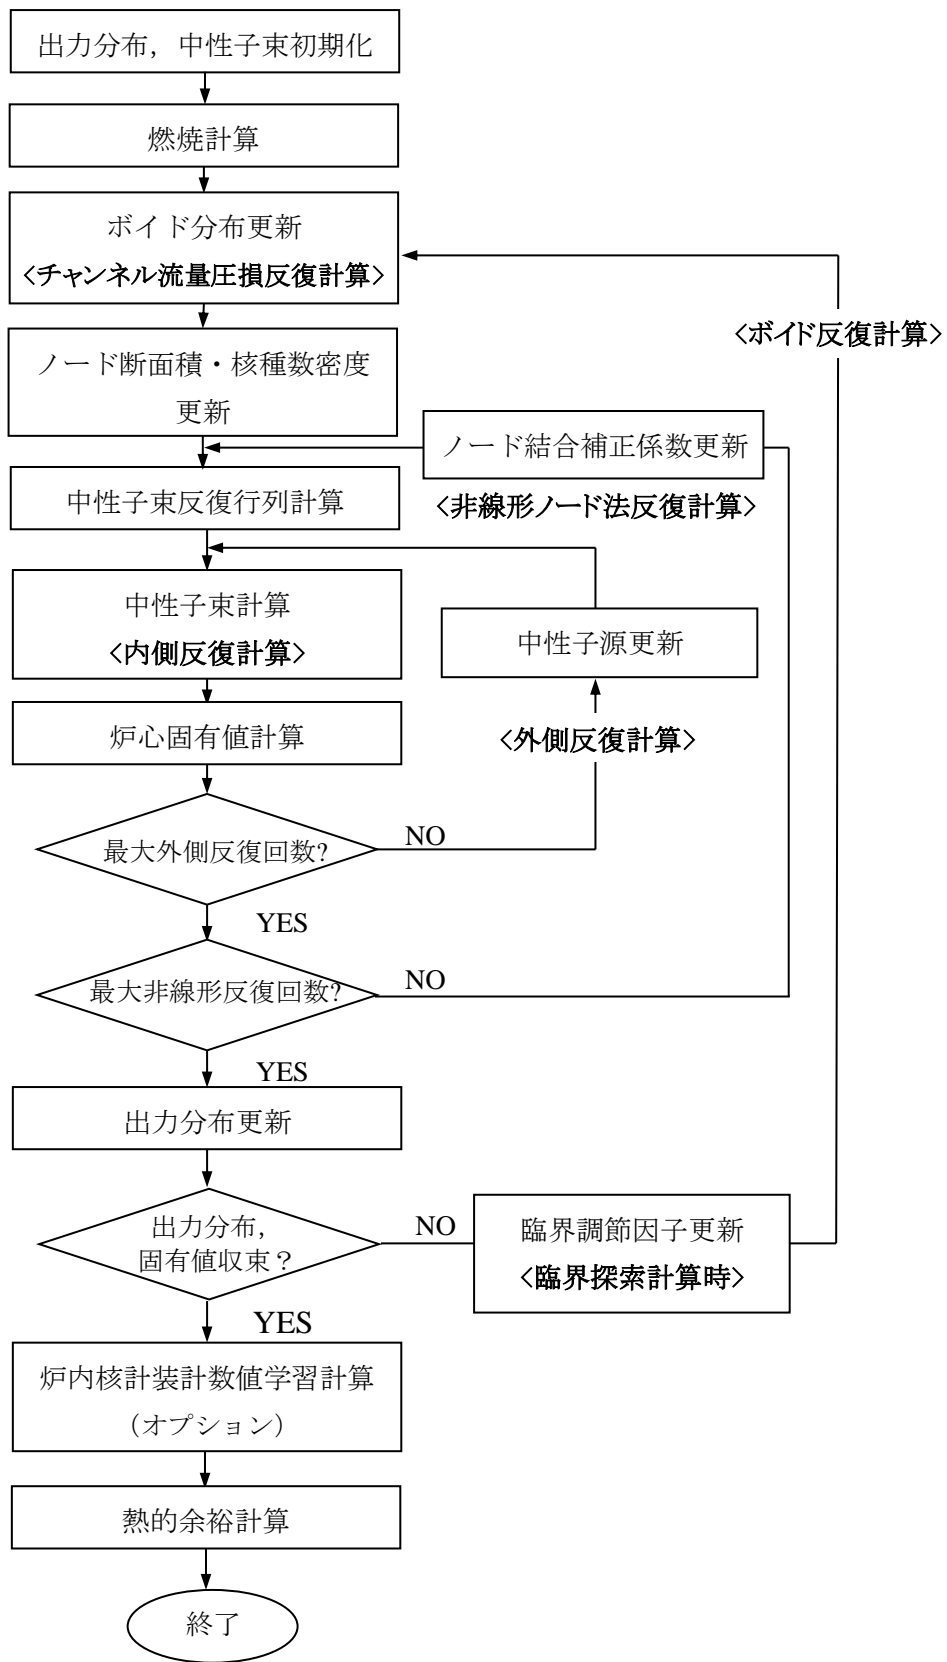 出力分布，中性子束初期化
燃焼計算
ボイド分布更新
<チャンネル流量圧損反復計算>
<ボイド反復計算>
ノード断面積・核種数密度
更新
ノード結合補正係数更新
<非線形ノード法反復計算>
中性子束反復行列計算
中性子束計算
<内側反復計算>
中性子源更新
<外側反復計算>
炉心固有値計算
最大外側反復回数?
NO
YES
最大非線形反復回数?
NO
YES
出力分布更新
出力分布，
固有値収束？
NO
臨界調節因子更新
<臨界探索計算時>
YES
炉内核計装計数値学習計算
（オプション）
熱的余裕計算
終了